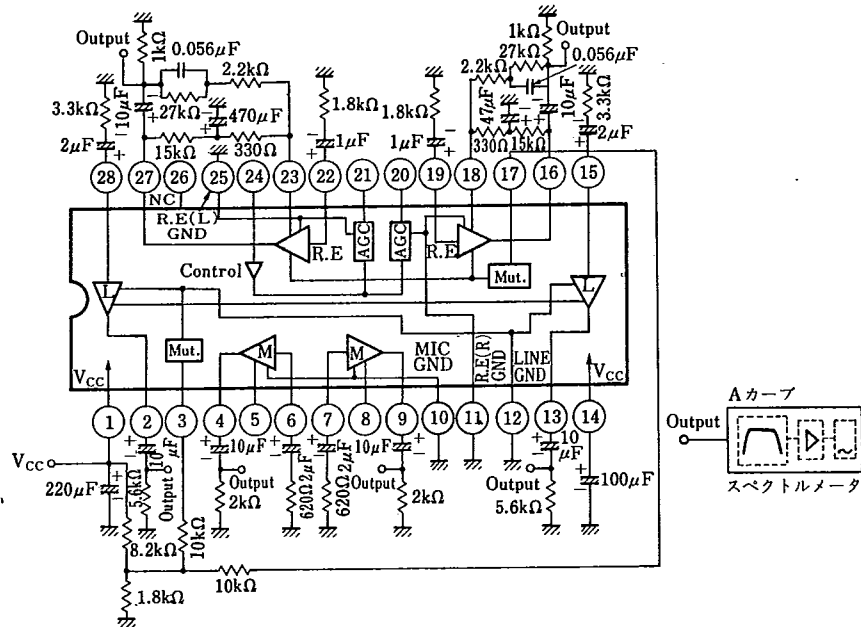 Output
1kΩ
0.056μF
2.2kΩ
3.3kΩ
10μF
27kΩ
470μF
1.8kΩ
2μF
15kΩ
330Ω
1μF
1.8kΩ
1μF
1kΩ
Output
27kΩ
0.056μF
2.2kΩ
47μF
10μF
3.3kΩ
330Ω
15kΩ
2μF
28 27 26 25 24 23 22 21 20 19 18 17 16 15
NC
R.E(L)
GND
R.E
AGC
AGC
R.E
Control
Mut.
L
L
Mut.
M
M
MIC
GND
R.E(R)
GND
LINE
GND
VCC
VCC
1 2 3 4 5 6 7 8 9 10 11 12 13 14
VCC
220μF
10μF
Output
5.6kΩ
10μF
Output
2kΩ
620Ω
2μF
620Ω
2μF
10μF
Output
2kΩ
10μF
Output
5.6kΩ
100μF
8.2kΩ
10kΩ
10kΩ
1.8kΩ
Aカーブ
Output
スペクトルメータ